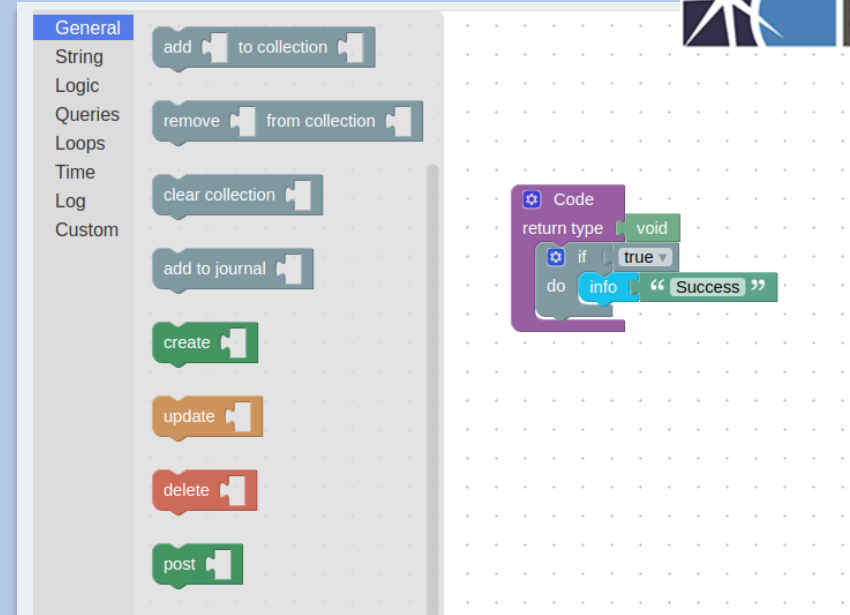 General
String
Logic
Queries
Loops
Time
Log
Custom
add to collection
remove from collection
clear collection
add to journal
create
update
delete
post
Code
return type void
if true
do info “ Success ”